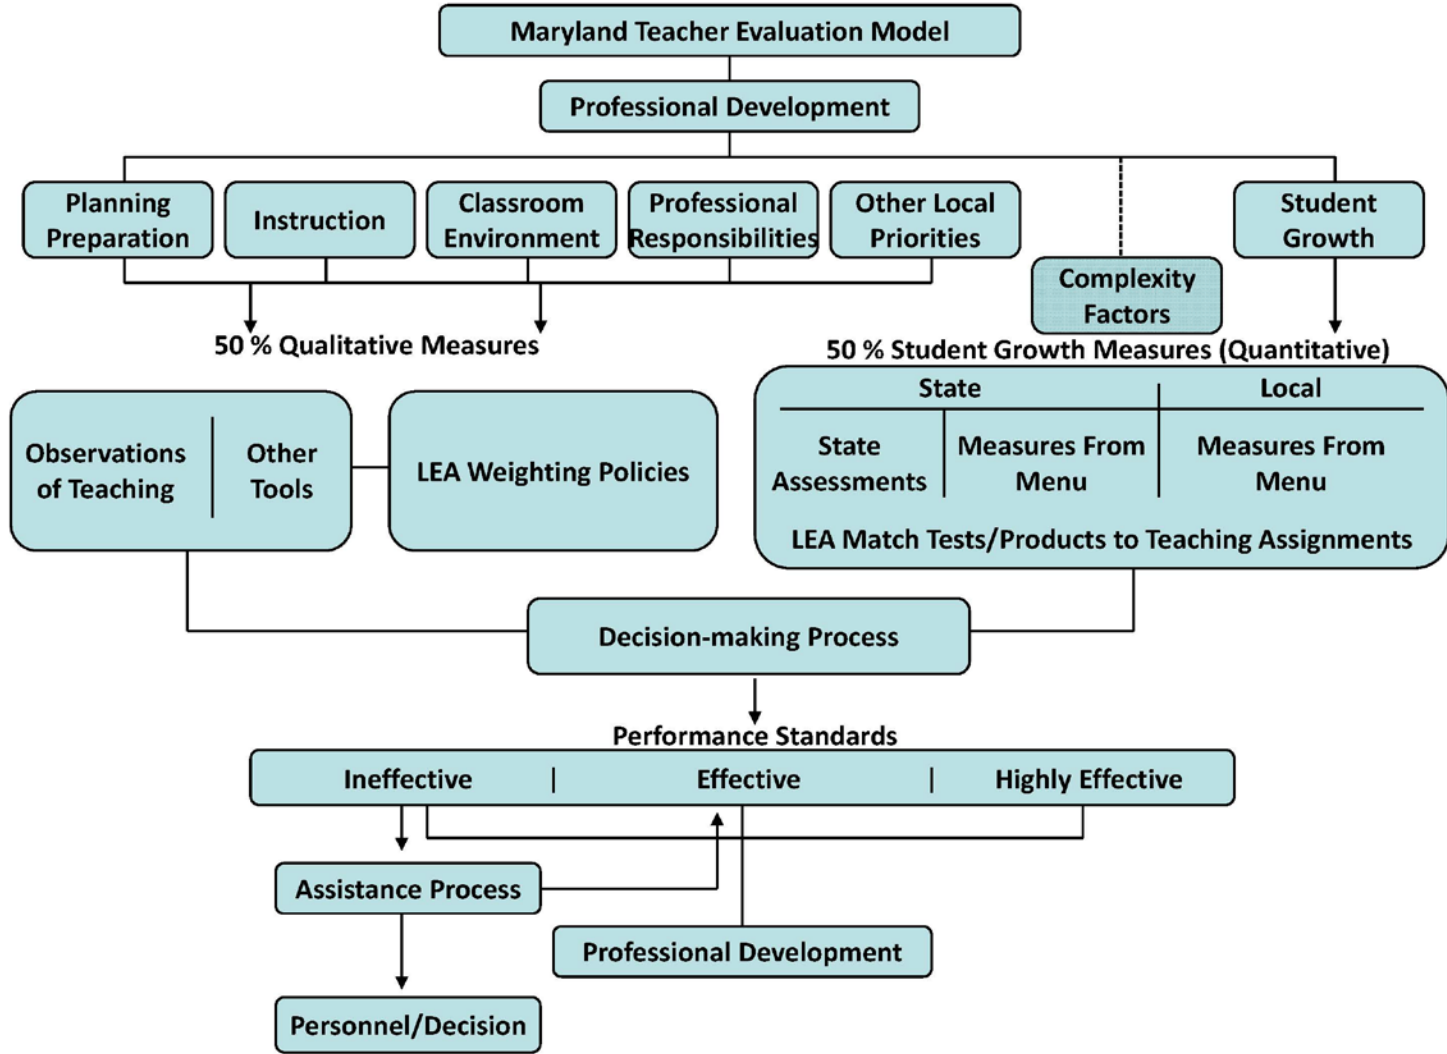 Maryland Teacher Evaluation Model
Professional Development
Planning
Preparation
Instruction
Classroom
Environment
Professional
Responsibilities
Other Local
Priorities
Student
Growth
Complexity
Factors
50 % Qualitative Measures
50 % Student Growth Measures (Quantitative)
Observations
of Teaching
Other
Tools
LEA Weighting Policies
State
Local
State
Assessments
Measures From
Menu
Measures From
Menu
LEA Match Tests/Products to Teaching Assignments
Decision-making Process
Performance Standards
Ineffective | Effective | Highly Effective
Assistance Process
Professional Development
Personnel/Decision